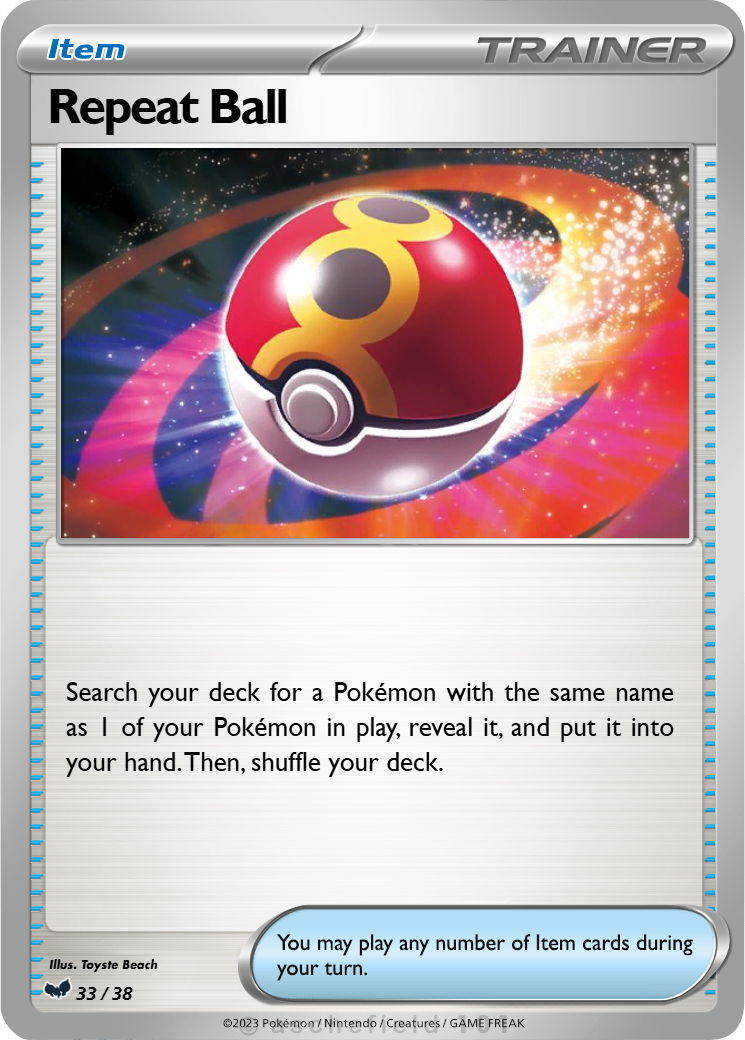 Item
TRAINER
Repeat Ball
Search your deck for a Pokémon with the same name
as 1 of your Pokémon in play, reveal it, and put it into
your hand. Then, shuffle your deck.
You may play any number of Item cards during
your turn.
Illus. Toyste Beach
33 / 38
©2023 Pokémon / Nintendo / Creatures / GAME FREAK